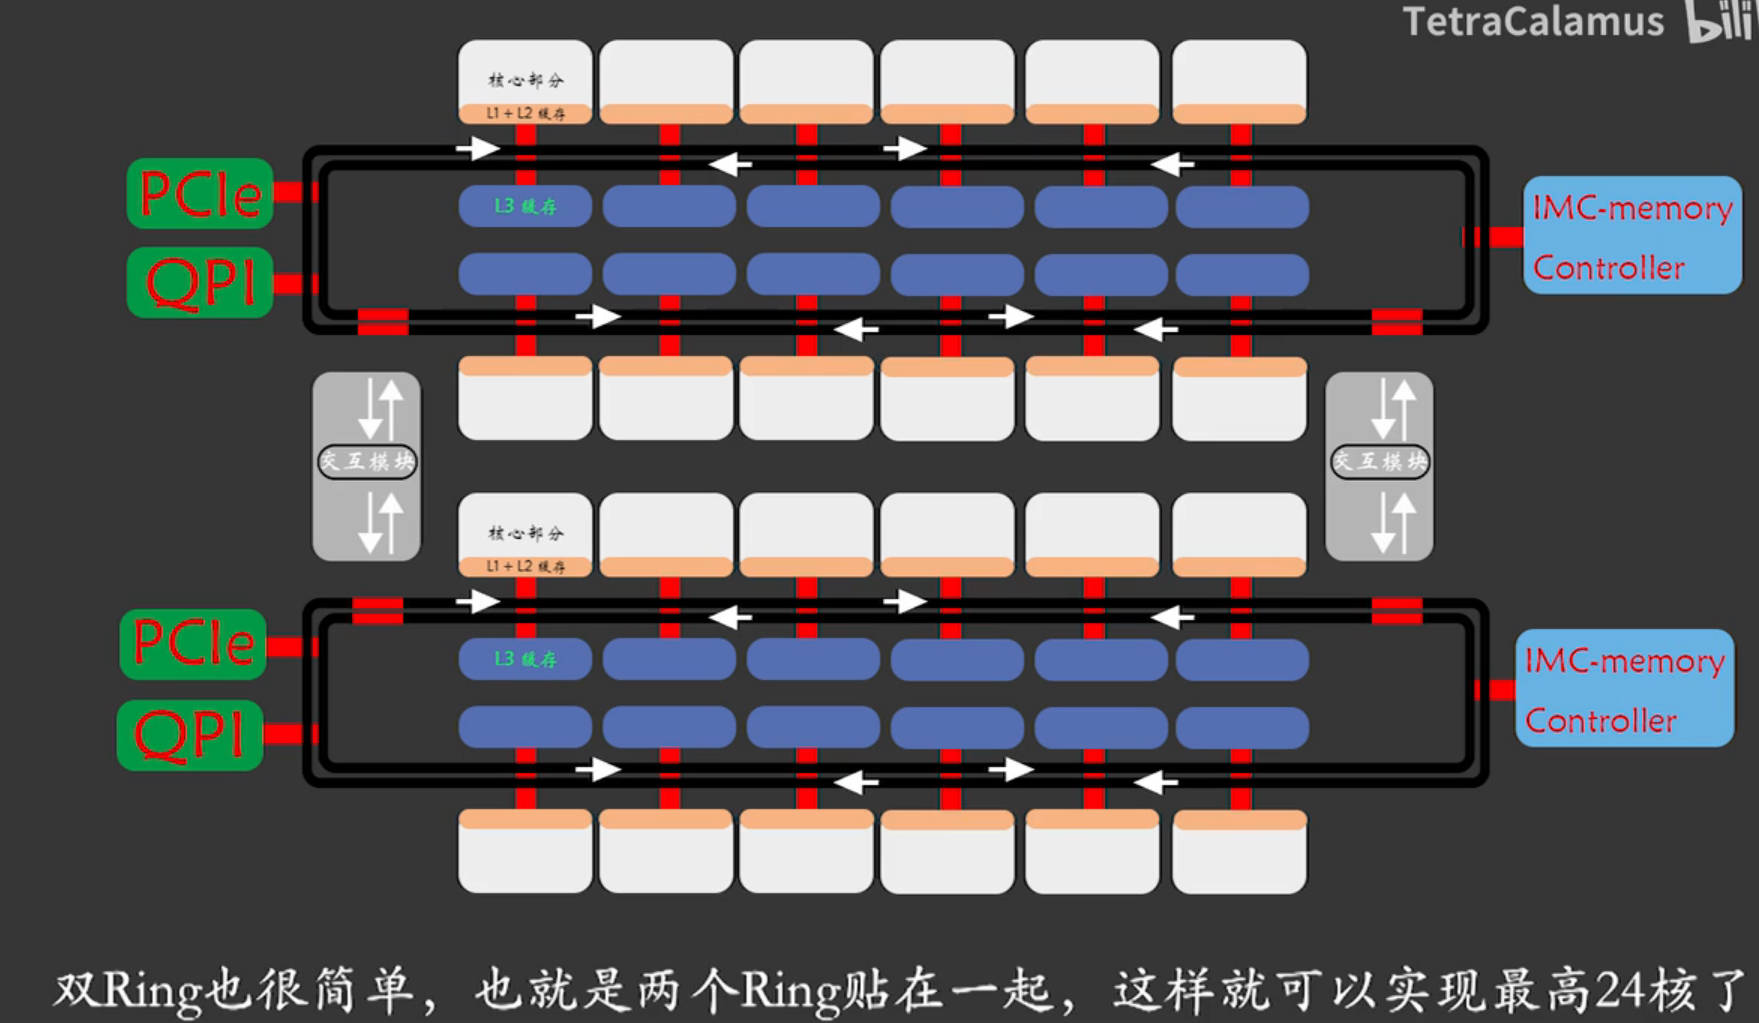 TetraCalamus bili
核心部分
L1 + L2 缓存
PCIe
L3 缓存
IMC-memory
Controller
QPI
交互模块
交互模块
核心部分
L1 + L2 缓存
PCIe
L3 缓存
IMC-memory
Controller
QPI
双Ring也很简单，也就是两个Ring贴在一起，这样就可以实现最高24核了